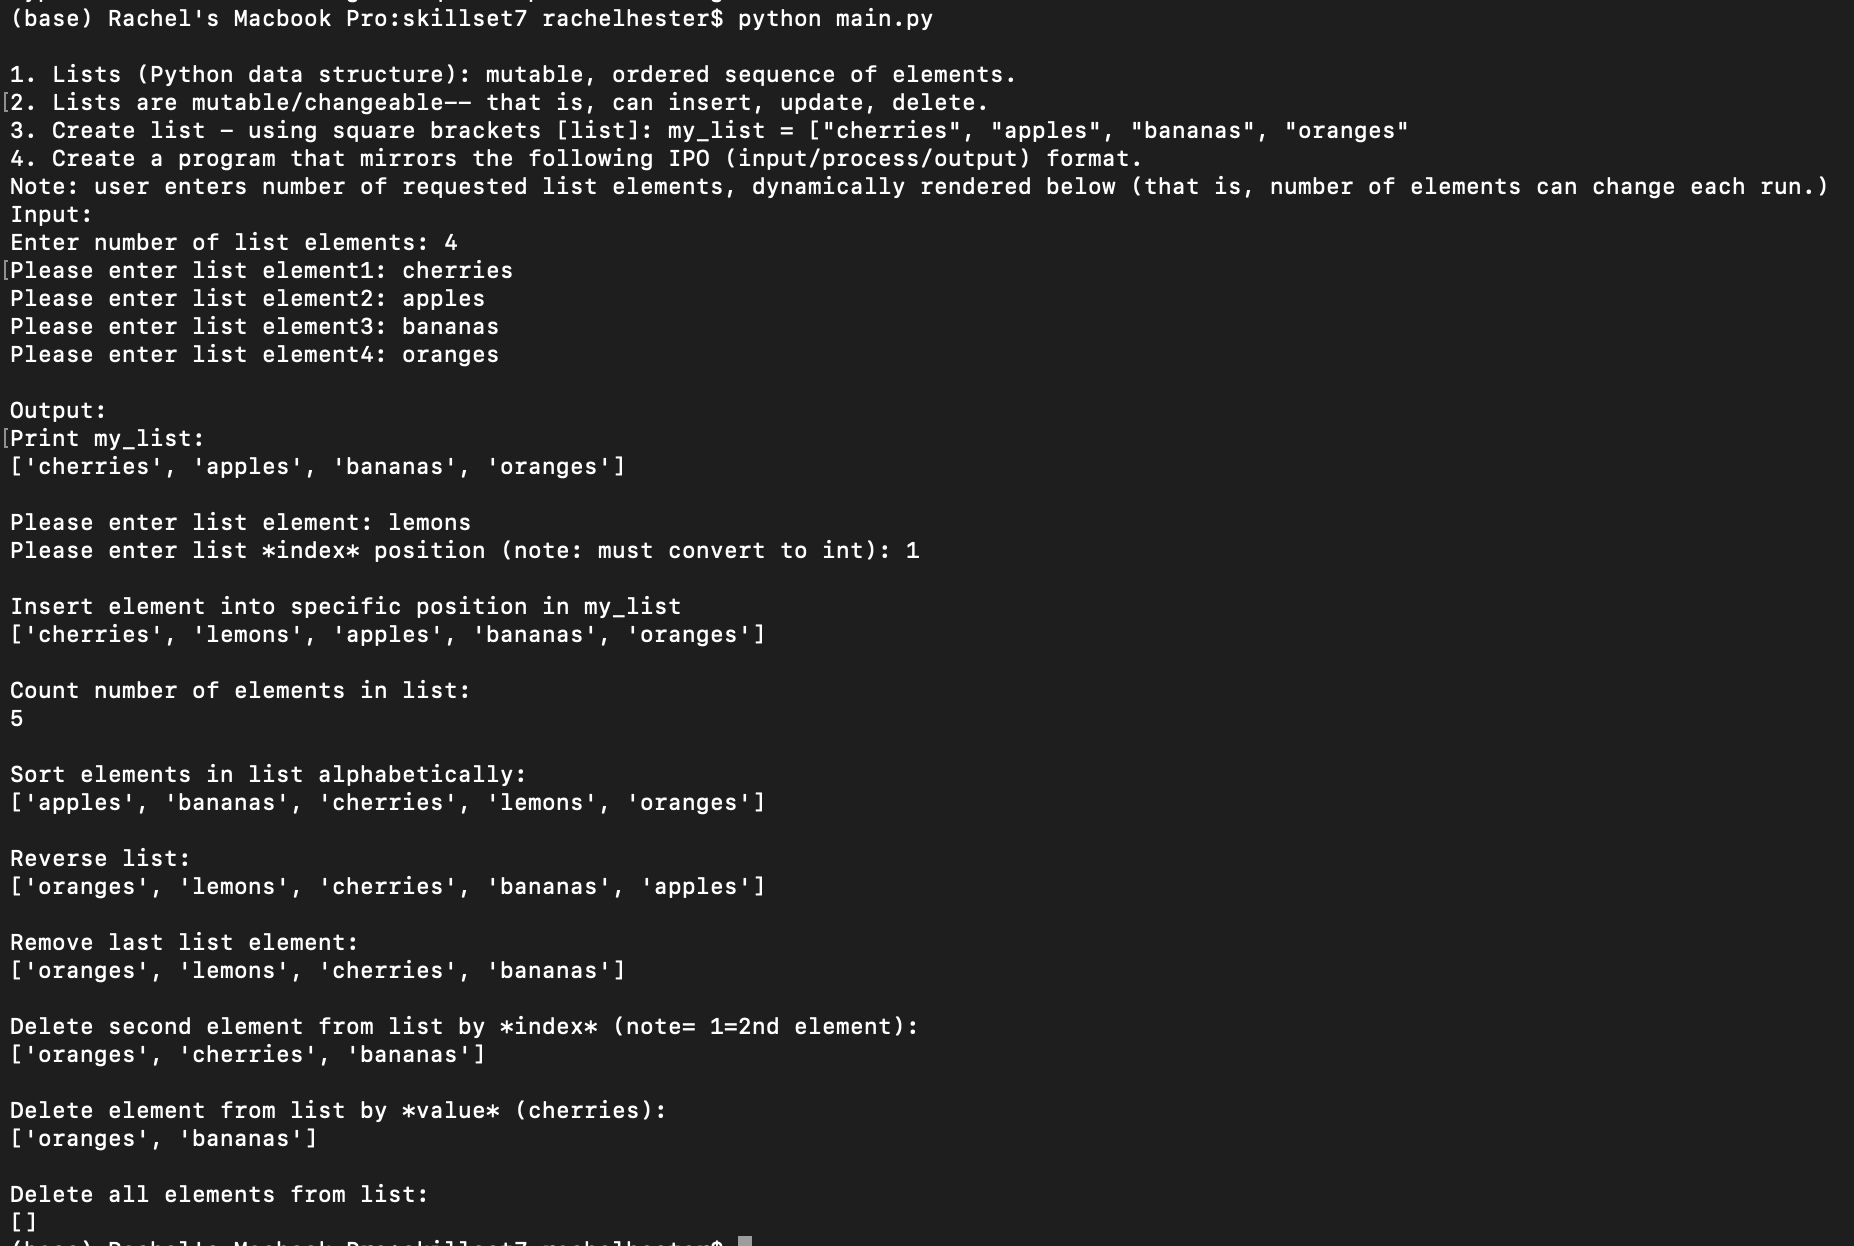 (base) Rachel's Macbook Pro:skillset7 rachelhester$ python main.py
1. Lists (Python data structure): mutable, ordered sequence of elements.
[2. Lists are mutable/changeable–– that is, can insert, update, delete.
3. Create list – using square brackets [list]: my_list = ["cherries", "apples", "bananas", "oranges"
4. Create a program that mirrors the following IPO (input/process/output) format.
Note: user enters number of requested list elements, dynamically rendered below (that is, number of elements can change each run.)
Input:
Enter number of list elements: 4
[Please enter list element1: cherries
Please enter list element2: apples
Please enter list element3: bananas
Please enter list element4: oranges
Output:
[Print my_list:
['cherries', 'apples', 'bananas', 'oranges']
Please enter list element: lemons
Please enter list *index* position (note: must convert to int): 1
Insert element into specific position in my_list
['cherries', 'lemons', 'apples', 'bananas', 'oranges']
Count number of elements in list:
5
Sort elements in list alphabetically:
['apples', 'bananas', 'cherries', 'lemons', 'oranges']
Reverse list:
['oranges', 'lemons', 'cherries', 'bananas', 'apples']
Remove last list element:
['oranges', 'lemons', 'cherries', 'bananas']
Delete second element from list by *index* (note= 1=2nd element):
['oranges', 'cherries', 'bananas']
Delete element from list by *value* (cherries):
['oranges', 'bananas']
Delete all elements from list:
[]
(base) Rachel's Macbook Pro:skillset7 rachelhester$